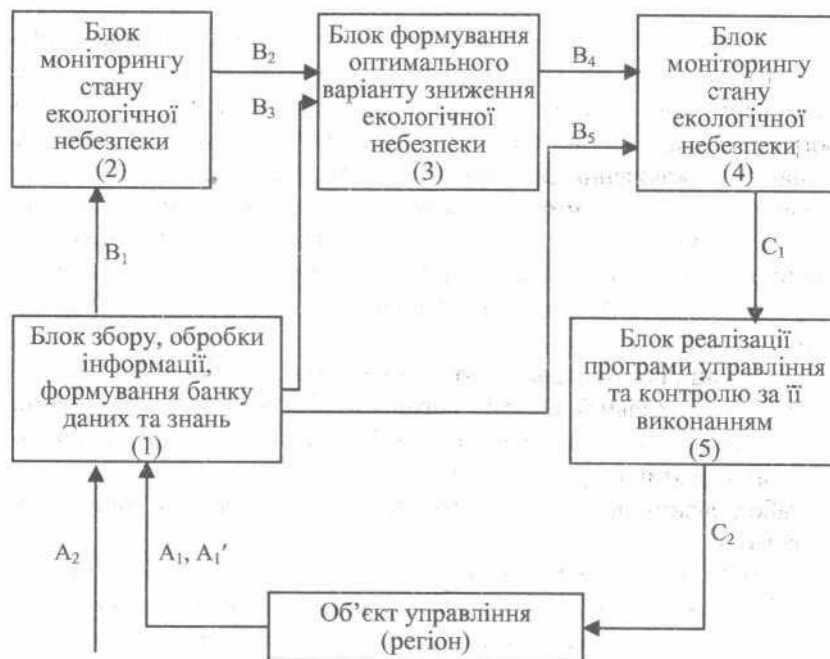 Блок
моніторингу
стану
екологічної
небезпеки
(2)
B₂
B₃
Блок формування
оптимального
варіанту зниження
екологічної
небезпеки
(3)
B₄
B₅
Блок
моніторингу
стану
екологічної
небезпеки
(4)
B₁
C₁
Блок збору, обробки
інформації,
формування банку
даних та знань
(1)
Блок реалізації
програми управління
та контролю за її
виконанням
(5)
A₂
A₁, A₁′
C₂
Об’єкт управління
(регіон)